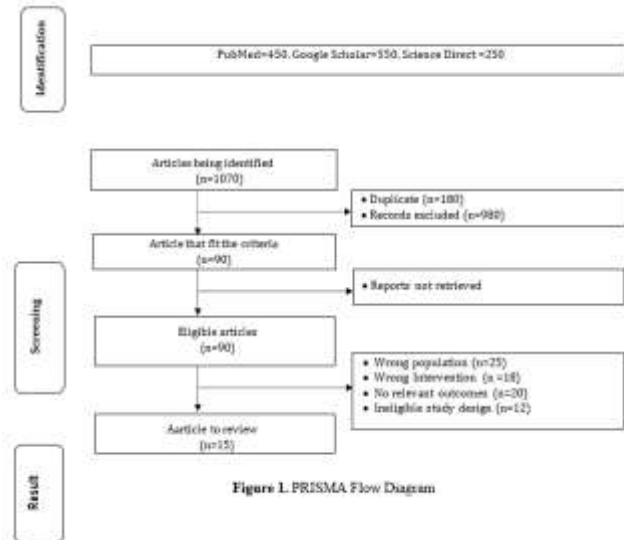 Identification
PubMed=450, Google Scholar=550, Science Direct =250
Articles being identified
(n=1070)
• Duplicate (n=180)
• Records excluded (n=980)
Article that fit the criteria
(n=90)
• Reports not retrieved
Screening
Eligible articles
(n=90)
• Wrong population (n=25)
• Wrong Intervention (n =18)
• No relevant outcomes (n=20)
• Ineligible study design (n=12)
Aarticle to review
(n=15)
Result
Figure 1. PRISMA Flow Diagram